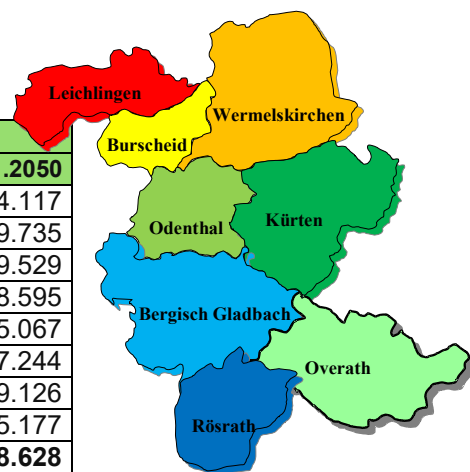 .2050
4.117
9.735
9.529
8.595
5.067
7.244
9.126
5.177
8.628
Leichlingen
Wermelskirchen
Burscheid
Odenthal
Kürten
Bergisch Gladbach
Overath
Rösrath